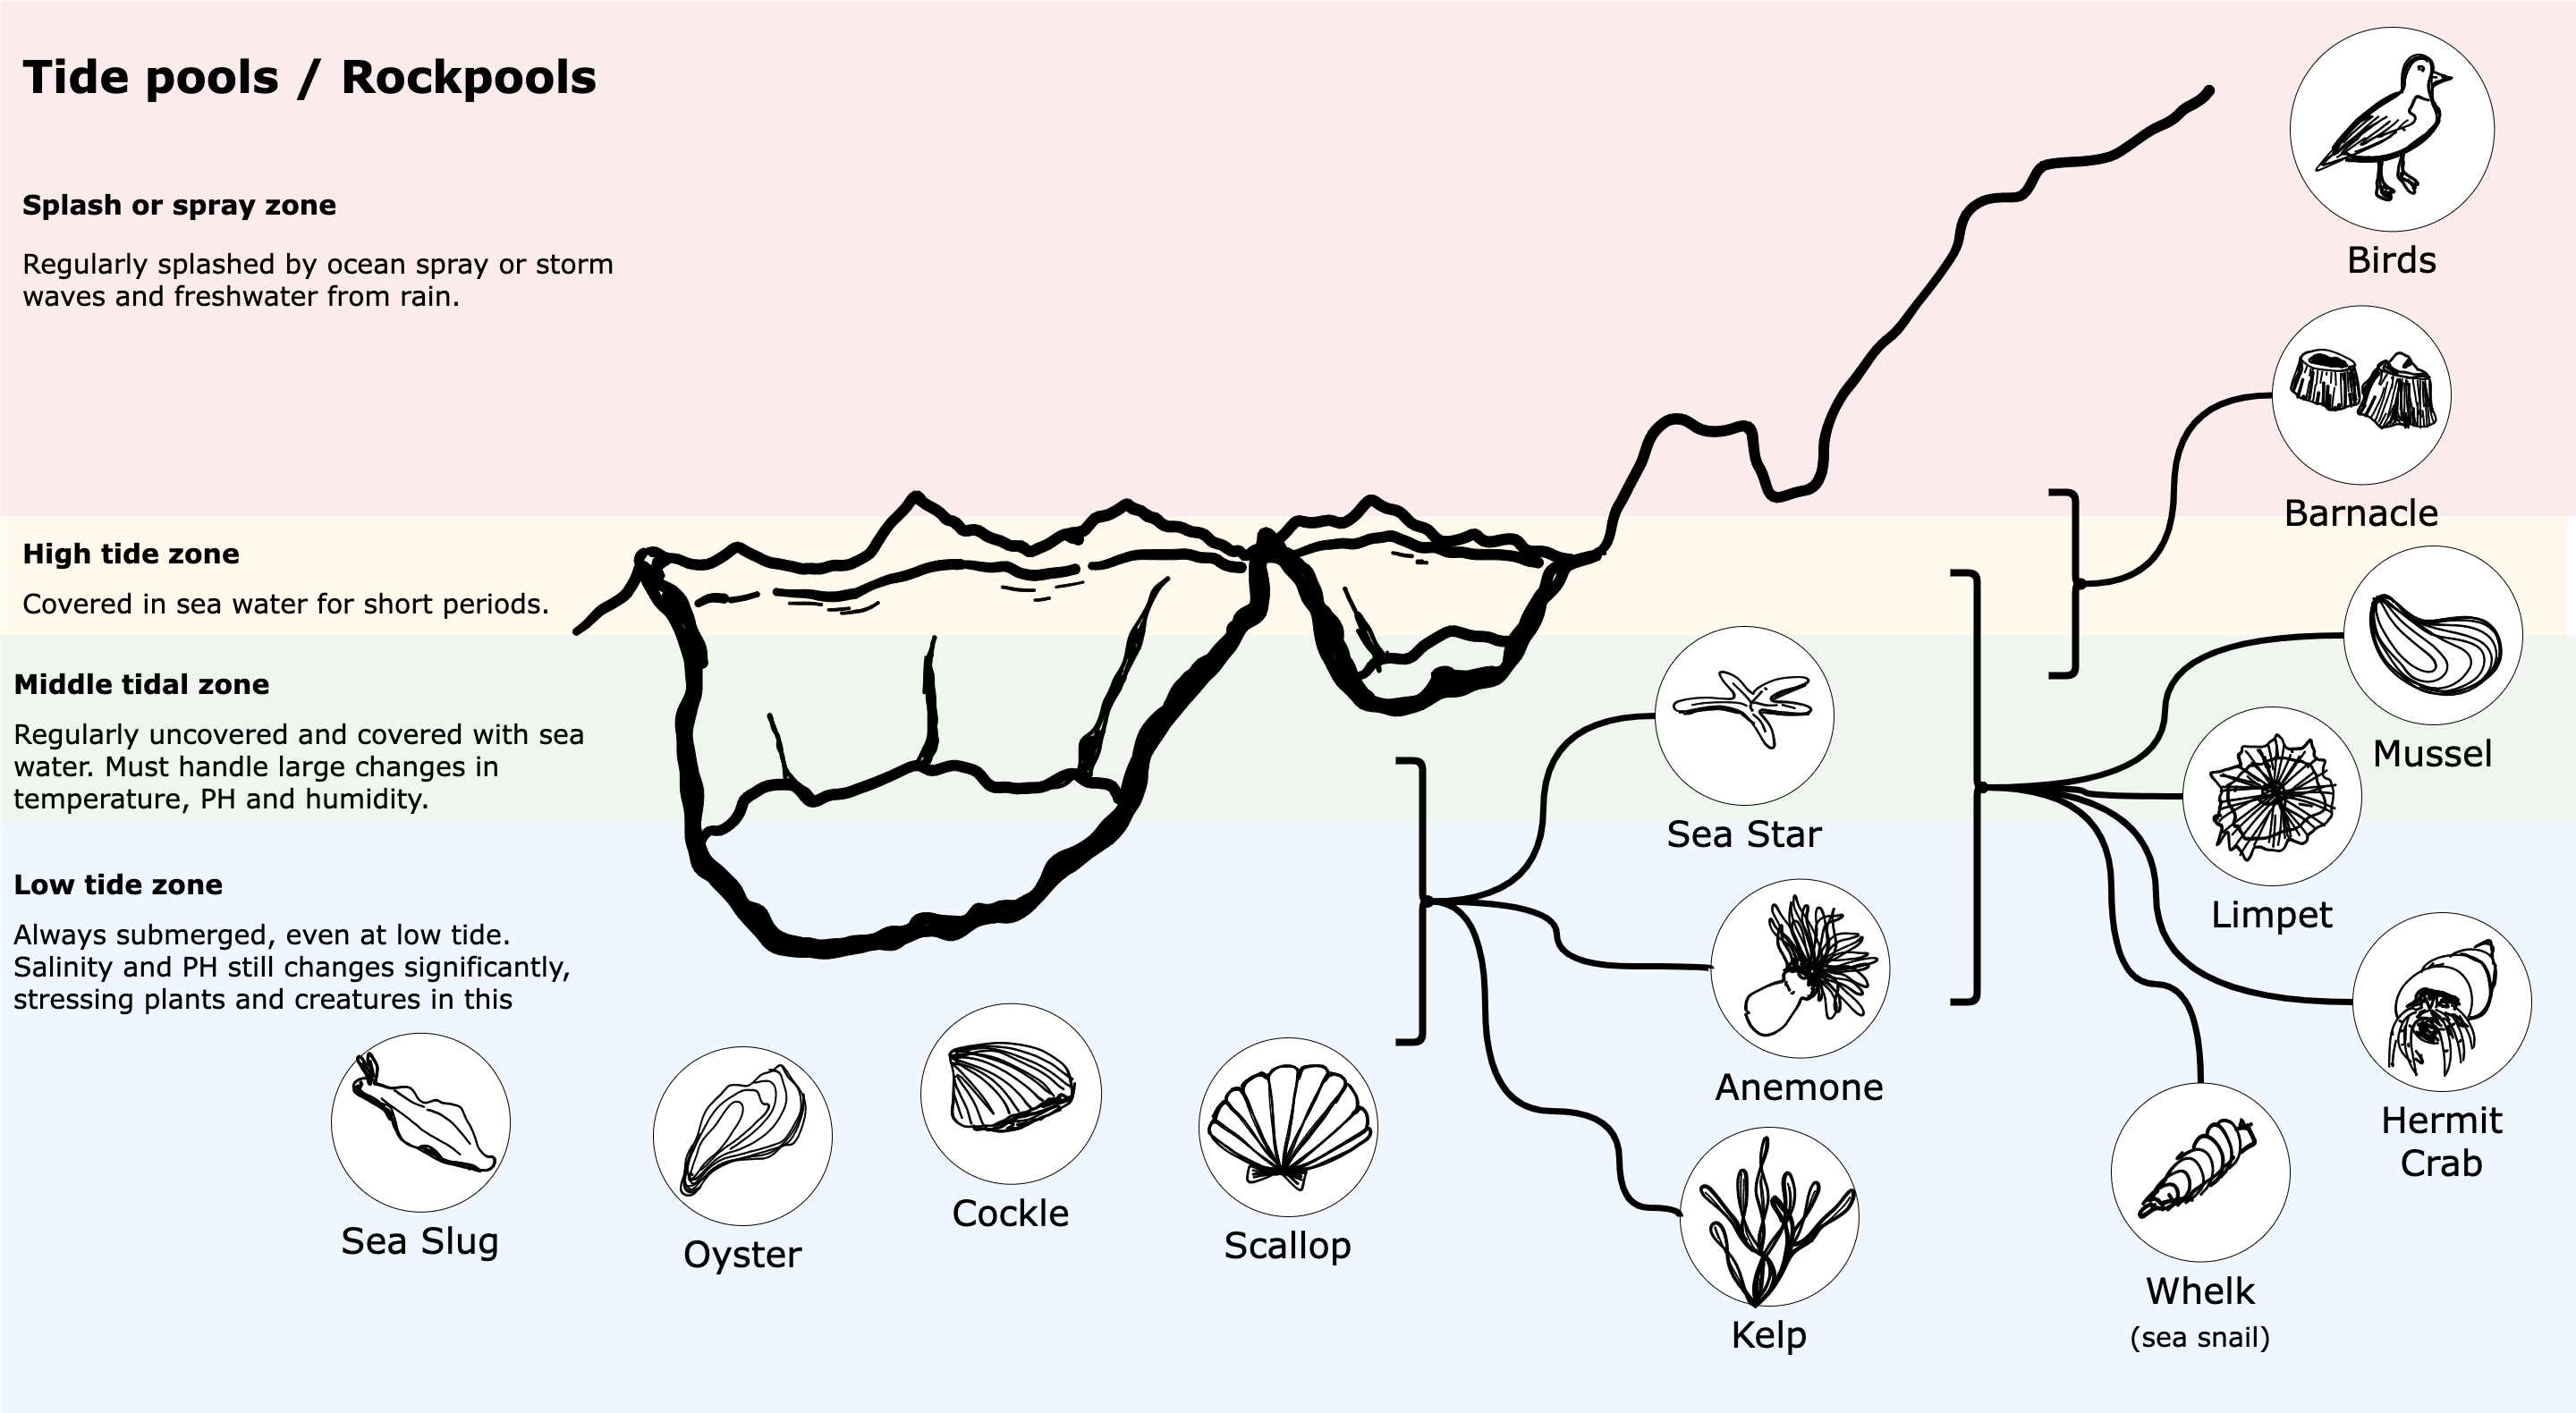 Tide pools / Rockpools
Splash or spray zone
Regularly splashed by ocean spray or storm
waves and freshwater from rain.
High tide zone
Covered in sea water for short periods.
Middle tidal zone
Regularly uncovered and covered with sea
water. Must handle large changes in
temperature, PH and humidity.
Low tide zone
Always submerged, even at low tide.
Salinity and PH still changes significantly,
stressing plants and creatures in this
Birds
Barnacle
Mussel
Sea Star
Limpet
Anemone
Hermit
Crab
Sea Slug
Oyster
Cockle
Scallop
Kelp
Whelk
(sea snail)